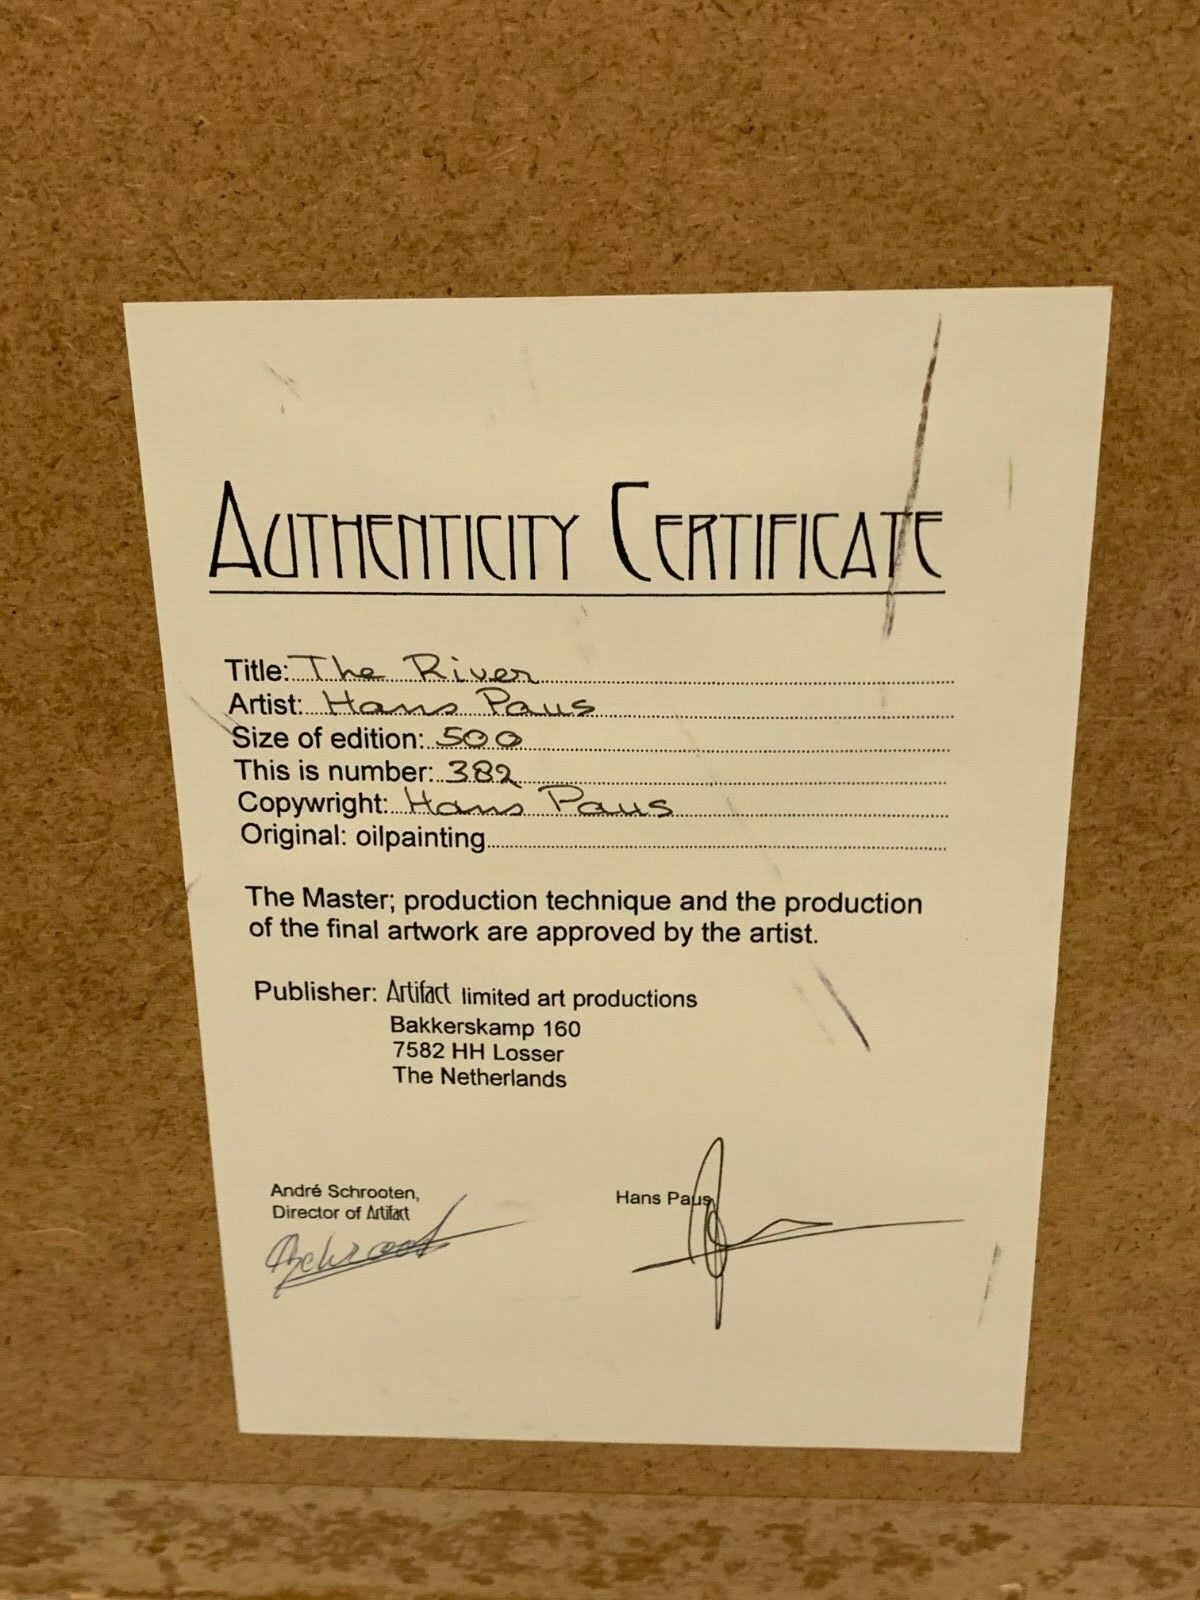 AUTHENTICITY CERTIFICATE
Title: The River
Artist: Hans Paus
Size of edition: 500
This is number: 382
Copywright: Hans Paus
Original: oilpainting
The Master; production technique and the production
of the final artwork are approved by the artist.
Publisher: Artifact limited art productions
Bakkerskamp 160
7582 HH Losser
The Netherlands
André Schrooten,
Director of Artifact
Hans Paus